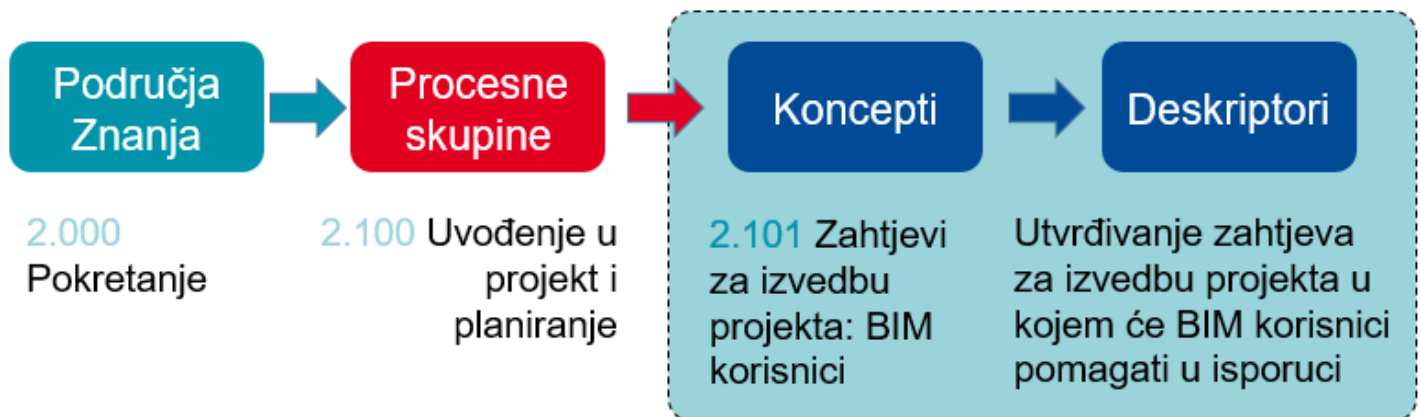 Područja
Znanja
Procesne
skupine
Koncepti
Deskriptori
2.000
Pokretanje
2.100 Uvođenje u
projekt i
planiranje
2.101 Zahtjevi
za izvedbu
projekta: BIM
korisnici
Utvrđivanje zahtjeva
za izvedbu projekta u
kojem će BIM korisnici
pomagati u isporuci